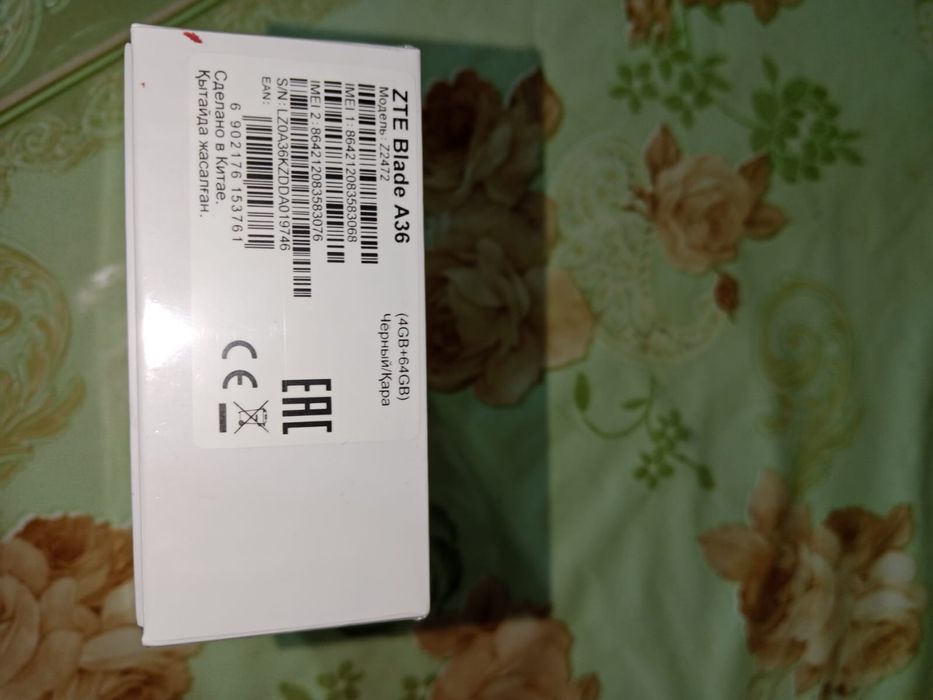 ZTE Blade A36
(4GB+64GB)
Модель: Z2472
Черный/Қара
IMEI 1: 864212083583068
IMEI 2: 864212083583076
S/N: LZ0A36KZDDA019746
EAN:
6 902176 153761
Сделано в Китае.
Қытайда жасалған.
EAC
CE